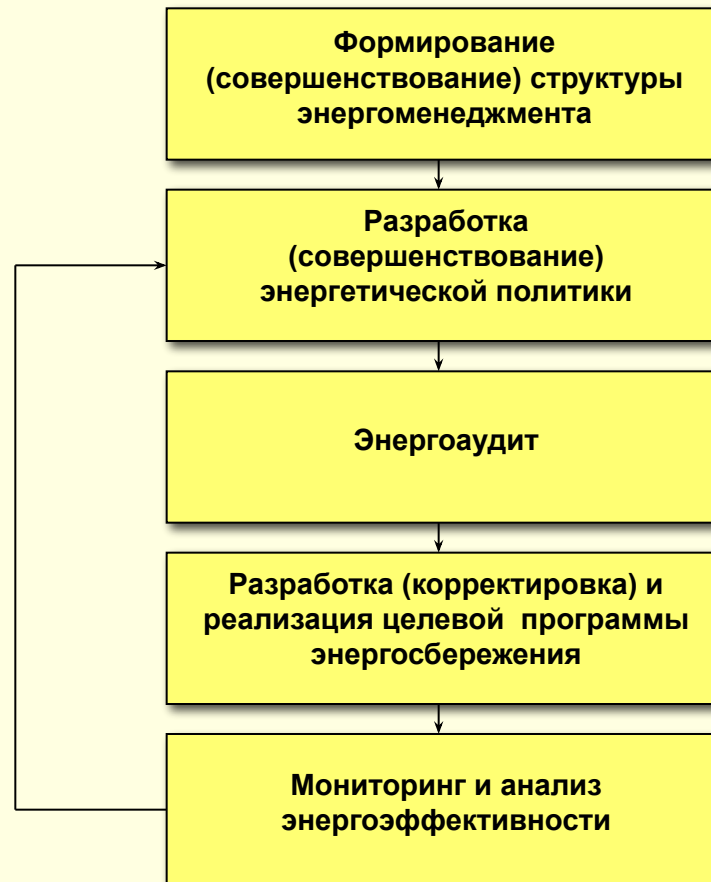 Формирование
(совершенствование) структуры
энергоменеджмента
Разработка
(совершенствование)
энергетической политики
Энергоаудит
Разработка (корректировка) и
реализация целевой программы
энергосбережения
Мониторинг и анализ
энергоэффективности